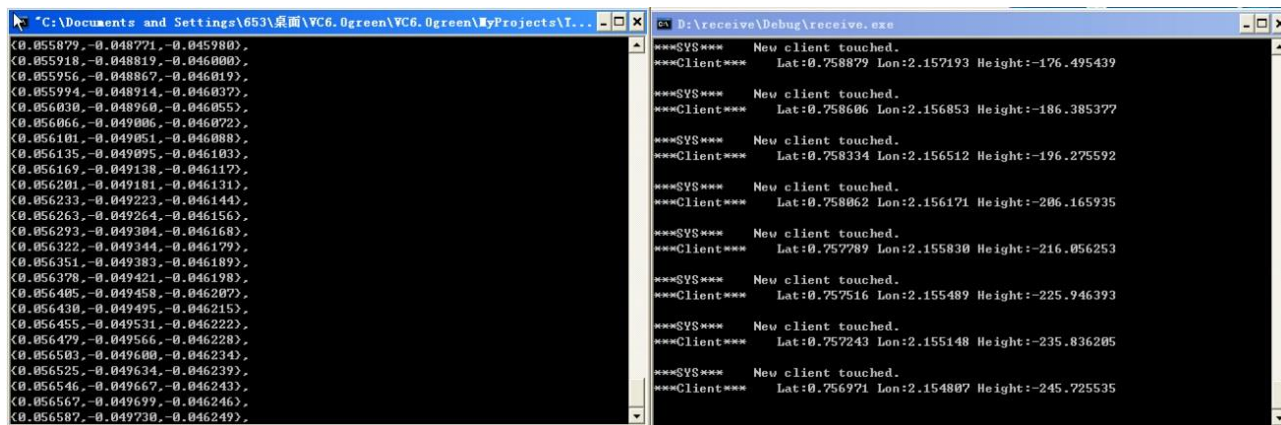 "C:\Documents and Settings\653\桌面\VC6.0green\VC6.0green\MyProjects\T...
{0.055879,-0.048771,-0.045980},
{0.055918,-0.048819,-0.046000},
{0.055956,-0.048867,-0.046019},
{0.055994,-0.048914,-0.046037},
{0.056030,-0.048960,-0.046055},
{0.056066,-0.049006,-0.046072},
{0.056101,-0.049051,-0.046088},
{0.056135,-0.049095,-0.046103},
{0.056169,-0.049138,-0.046117},
{0.056201,-0.049181,-0.046131},
{0.056233,-0.049223,-0.046144},
{0.056263,-0.049264,-0.046156},
{0.056293,-0.049304,-0.046168},
{0.056322,-0.049344,-0.046179},
{0.056351,-0.049383,-0.046189},
{0.056378,-0.049421,-0.046198},
{0.056405,-0.049458,-0.046207},
{0.056430,-0.049495,-0.046215},
{0.056455,-0.049531,-0.046222},
{0.056479,-0.049566,-0.046228},
{0.056503,-0.049600,-0.046234},
{0.056525,-0.049634,-0.046239},
{0.056546,-0.049667,-0.046243},
{0.056567,-0.049699,-0.046246},
{0.056587,-0.049730,-0.046249},
D:\receive\Debug\receive.exe
***SYS*** New client touched.
***Client*** Lat:0.758879 Lon:2.157193 Height:-176.495439
***SYS*** New client touched.
***Client*** Lat:0.758606 Lon:2.156853 Height:-186.385377
***SYS*** New client touched.
***Client*** Lat:0.758334 Lon:2.156512 Height:-196.275592
***SYS*** New client touched.
***Client*** Lat:0.758062 Lon:2.156171 Height:-206.165935
***SYS*** New client touched.
***Client*** Lat:0.757789 Lon:2.155830 Height:-216.056253
***SYS*** New client touched.
***Client*** Lat:0.757516 Lon:2.155489 Height:-225.946393
***SYS*** New client touched.
***Client*** Lat:0.757243 Lon:2.155148 Height:-235.836205
***SYS*** New client touched.
***Client*** Lat:0.756971 Lon:2.154807 Height:-245.725535